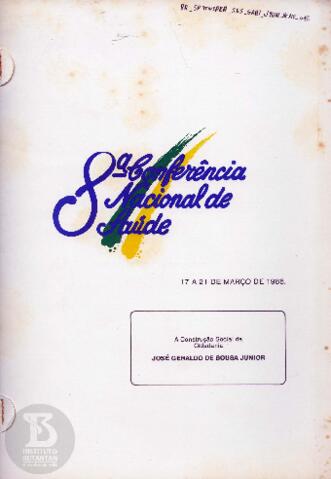 8ª Conferência
Nacional de
Saúde
17 A 21 DE MARÇO DE 1986.
A Construção Social da
Cidadania
JOSÉ GERALDO DE SOUSA JUNIOR
INSTITUTO
BUTANTAN